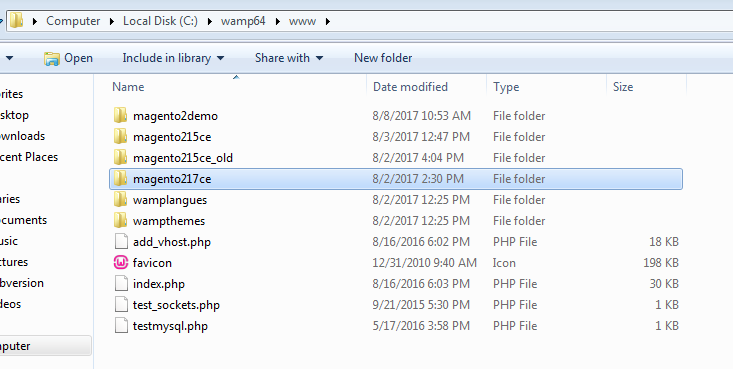 Computer Local Disk (C:) wamp64 www
Open Include in library Share with New folder
Name Date modified Type Size
orites
sktop
ownloads
cent Places
aries
ocuments
usic
ctures
bversion
deos
mputer
magento2demo 8/8/2017 10:53 AM File folder
magento215ce 8/3/2017 12:47 PM File folder
magento215ce_old 8/2/2017 4:04 PM File folder
magento217ce 8/2/2017 2:30 PM File folder
wamplangues 8/2/2017 12:25 PM File folder
wampthemes 8/2/2017 12:25 PM File folder
add_vhost.php 8/16/2016 6:02 PM PHP File 18 KB
favicon 12/31/2010 9:40 AM Icon 198 KB
index.php 8/16/2016 6:03 PM PHP File 30 KB
test_sockets.php 9/21/2015 5:30 PM PHP File 1 KB
testmysql.php 5/17/2016 3:58 PM PHP File 1 KB